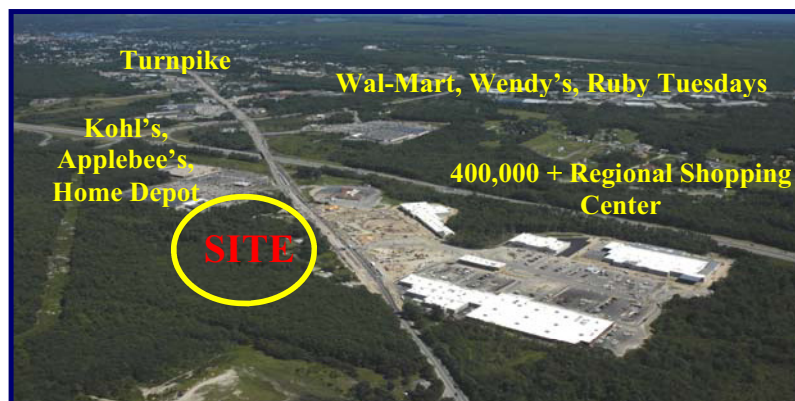 Turnpike
Wal-Mart, Wendy's, Ruby Tuesdays
Kohl's,
Applebee's,
Home Depot
400,000 + Regional Shopping
Center
SITE